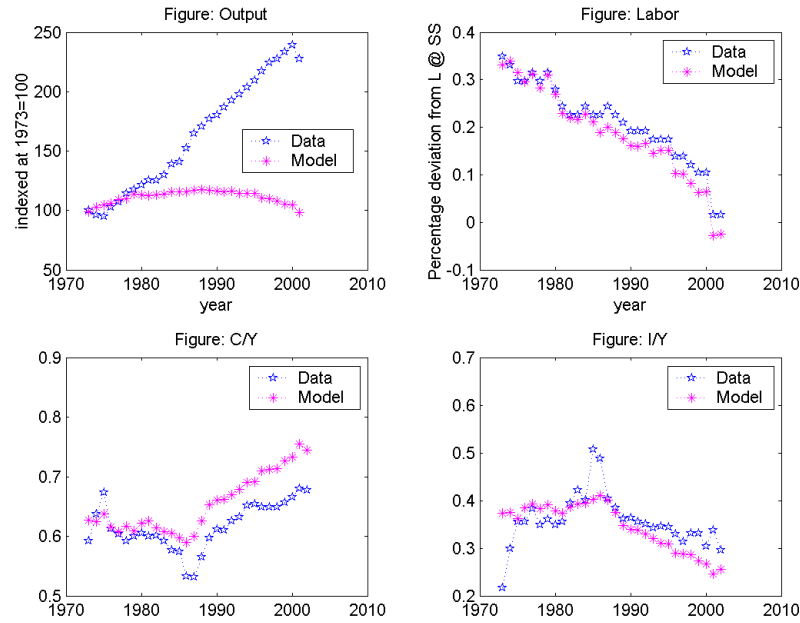 Figure: Output
250
200
150
100
50
1970
1980
1990
2000
2010
year
indexed at 1973=100
Data
Model
Figure: Labor
0.4
0.3
0.2
0.1
0
-0.1
1970
1980
1990
2000
2010
year
Percentage deviation from L @ SS
Data
Model
Figure: C/Y
0.9
0.8
0.7
0.6
0.5
1970
1980
1990
2000
2010
Data
Model
Figure: I/Y
0.7
0.6
0.5
0.4
0.3
0.2
1970
1980
1990
2000
2010
Data
Model